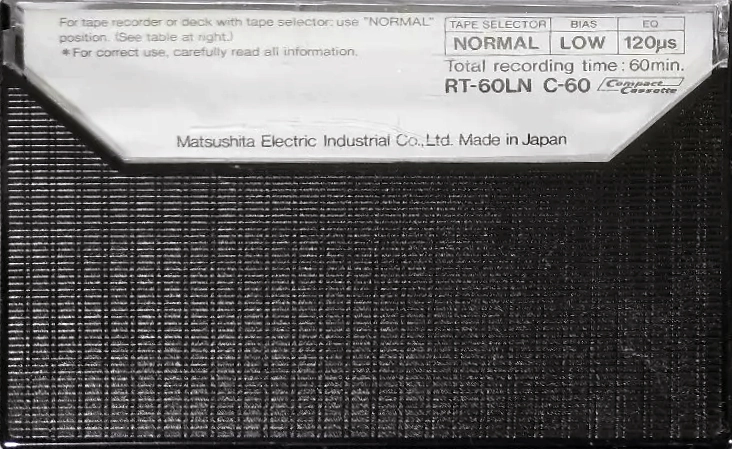 For tape recorder or deck with tape selector: use "NORMAL"
position. (See table at right.)
* For correct use, carefully read all information.
TAPE SELECTOR BIAS EQ
NORMAL LOW 120μs
Total recording time : 60min.
RT-60LN C-60 Compact Cassette
Matsushita Electric Industrial Co.,Ltd. Made in Japan